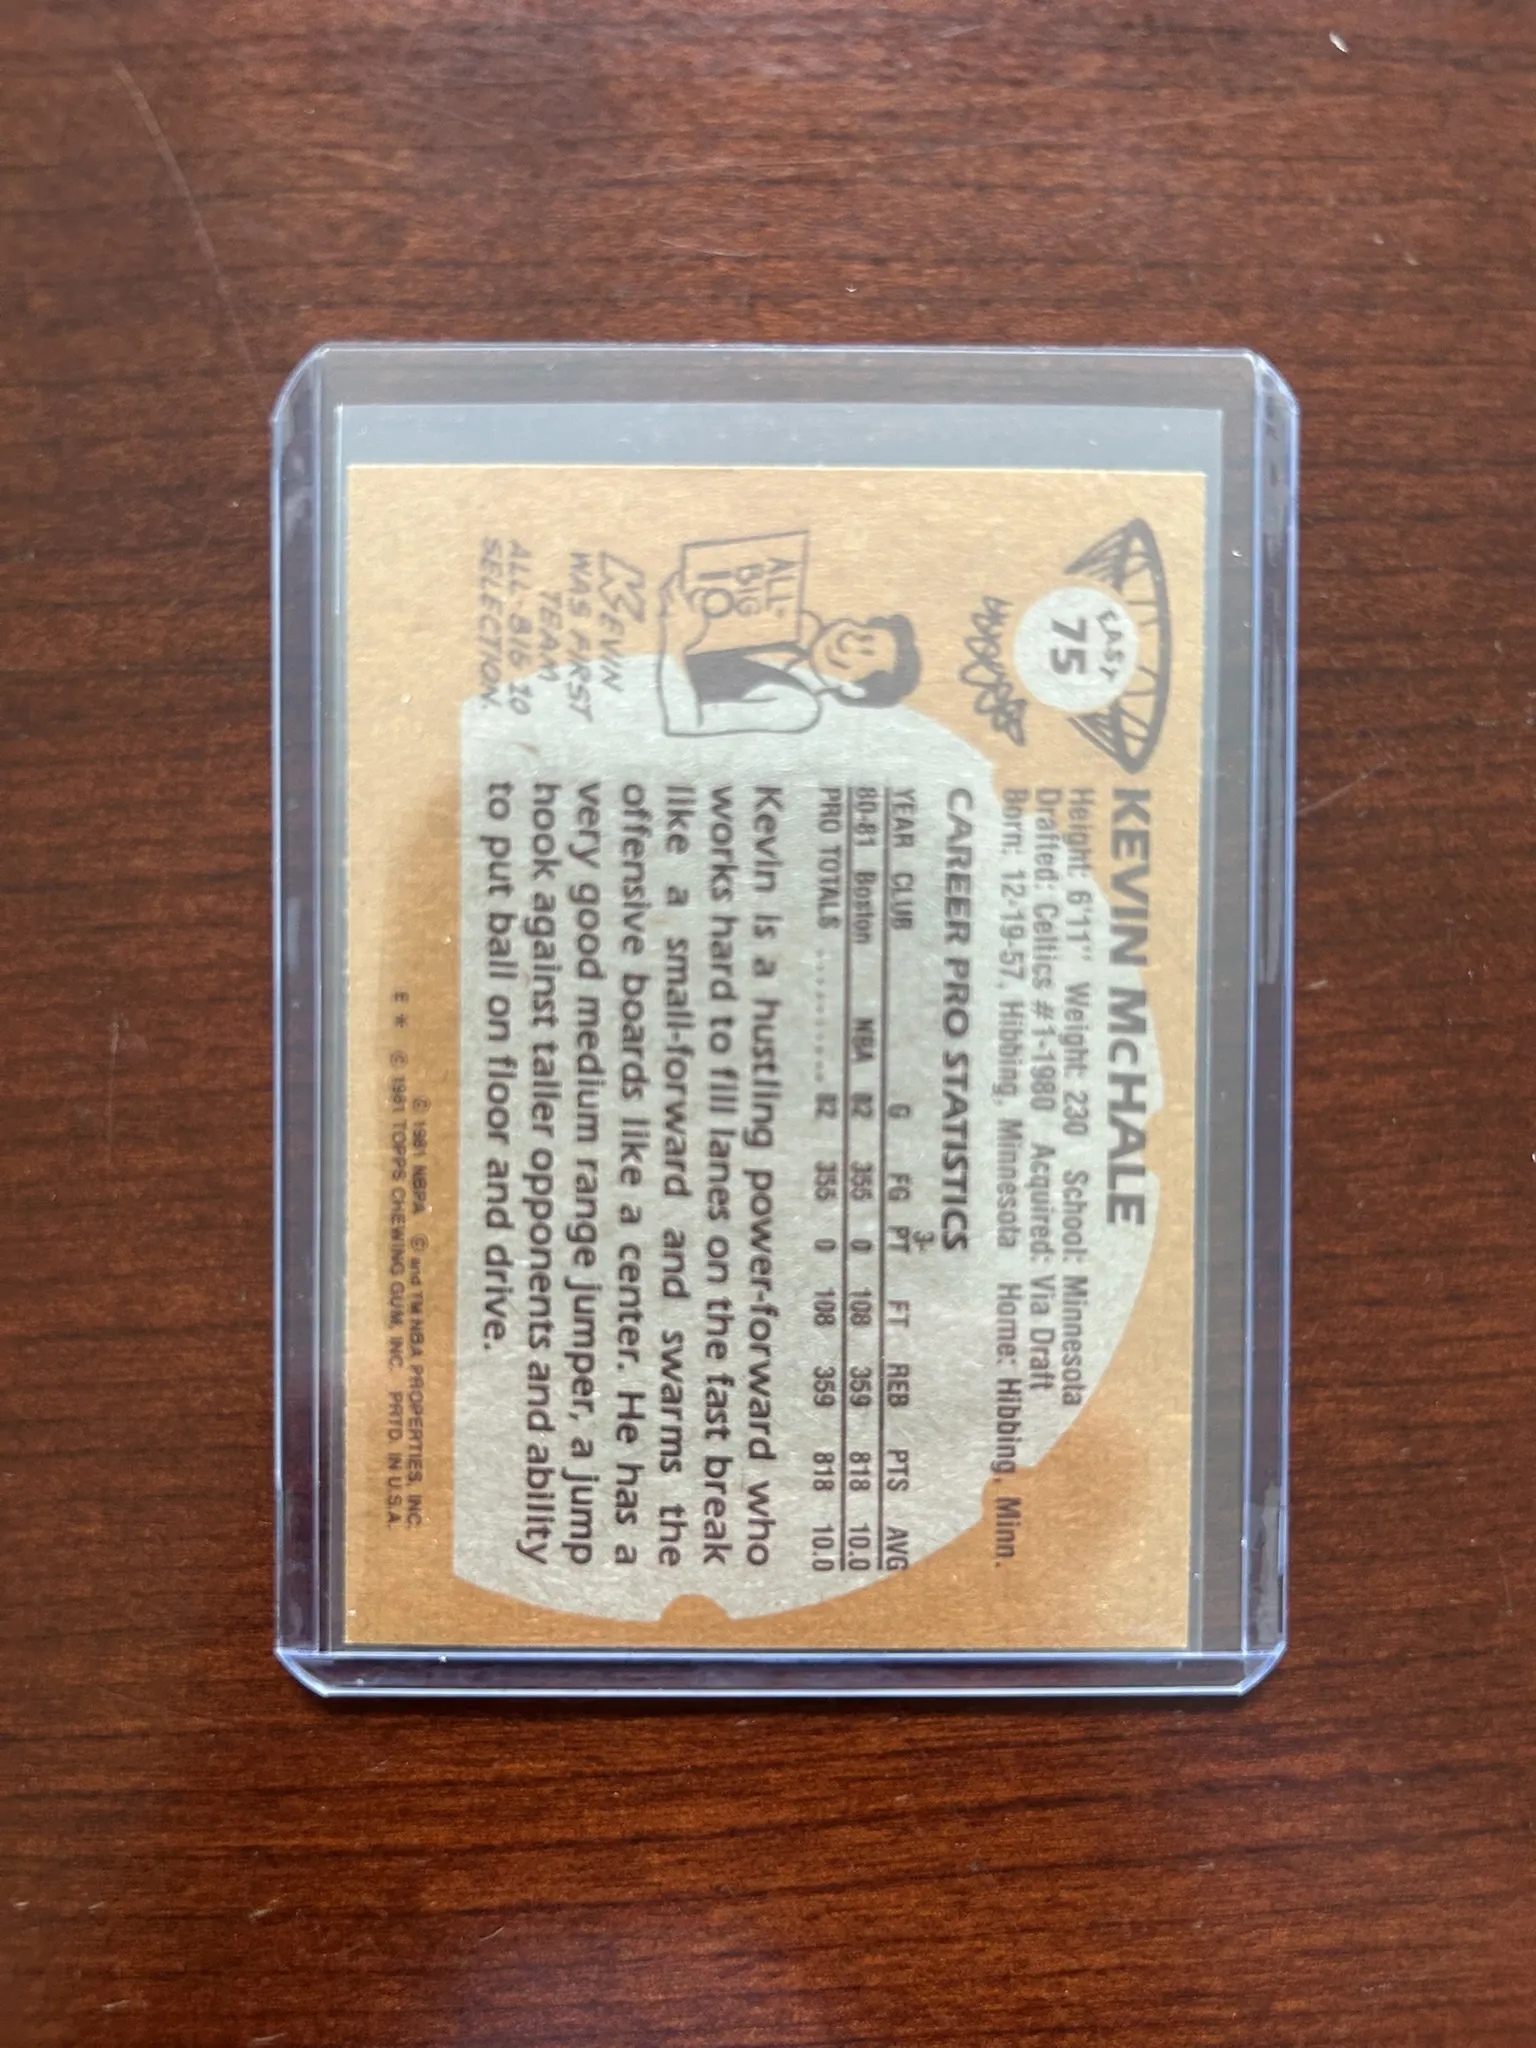 EAST
75
KEVIN McHALE
Height: 6'11" Weight: 230 School: Minnesota
Drafted: Celtics #1-1980 Acquired: Via Draft
Born: 12-19-57, Hibbing, Minnesota Home: Hibbing, Minn.
CAREER PRO STATISTICS
YEAR CLUB G FG 3-PT FT REB PTS AVG
80-81 Boston NBA 82 355 0 108 359 818 10.0
PRO TOTALS .......... 82 355 0 108 359 818 10.0
Kevin is a hustling power-forward who
works hard to fill lanes on the fast break
like a small-forward and swarms the
offensive boards like a center. He has a
very good medium range jumper, a jump
hook against taller opponents and ability
to put ball on floor and drive.
ALL-
BIG
10
KEVIN
WAS FIRST
TEAM
ALL-BIG 10
SELECTION.
© 1981 NBPA © and TM NBA PROPERTIES, INC.
E * © 1981 TOPPS CHEWING GUM, INC. PRTD. IN U.S.A.